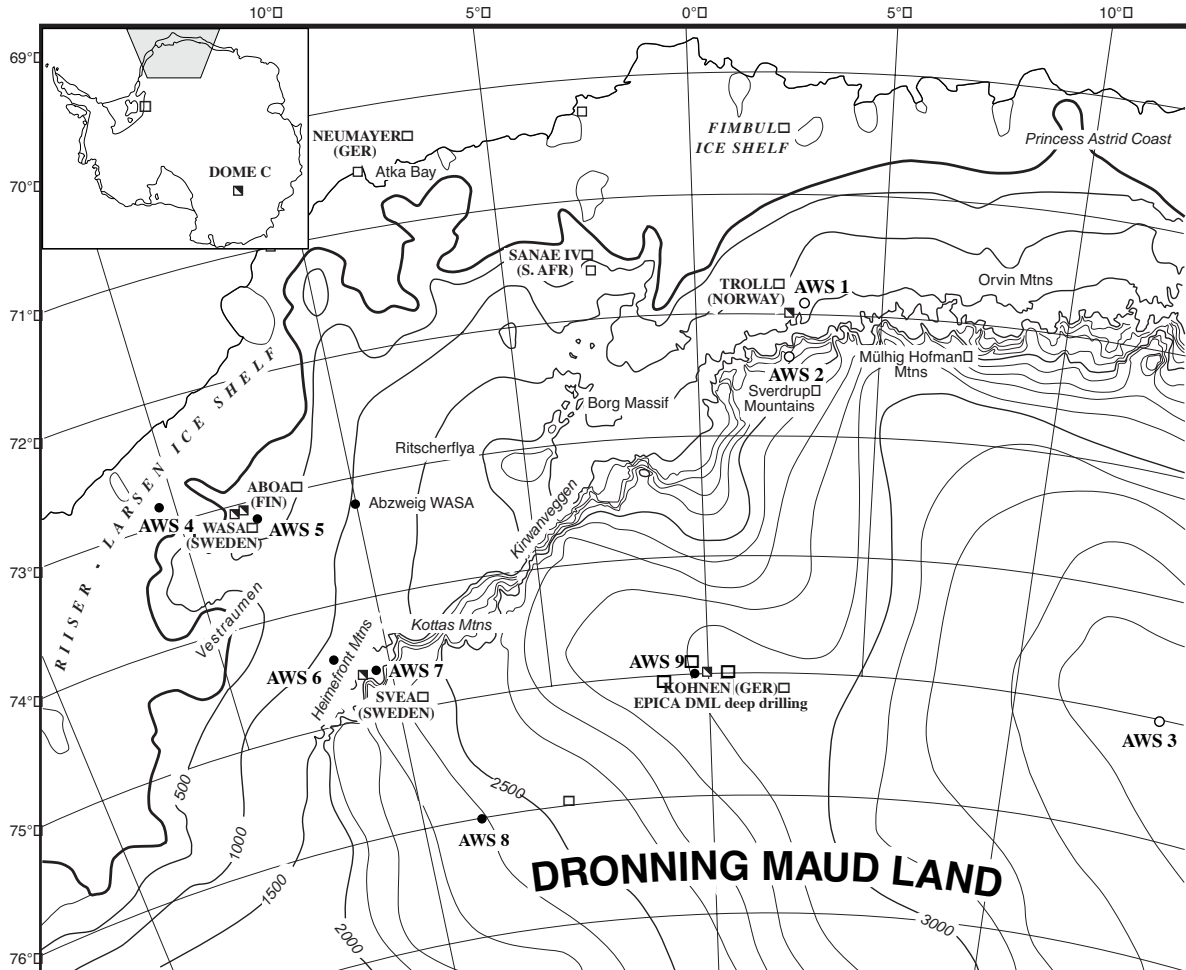 10°□
5°□
0°□
5°□
10°□
69°□
70°□
71°□
72°□
73°□
74°□
75°□
76°□
DOME C
NEUMAYER□
(GER)
Atka Bay
FIMBUL□
ICE SHELF
Princess Astrid Coast
SANAE IV□
(S. AFR)
TROLL□
(NORWAY)
AWS 1
Orvin Mtns
AWS 2
Mülhig Hofman□
Mtns
Sverdrup□
Mountains
Borg Massif
Ritscherflya
RIISER - LARSEN ICE SHELF
ABOA□
(FIN)
Abzweig WASA
AWS 4
WASA□
(SWEDEN)
AWS 5
Kirwanveggen
Vestraumen
Kottas Mtns
Heimefront Mtns
AWS 6
AWS 7
SVEA□
(SWEDEN)
AWS 9
KOHNEN (GER)□
EPICA DML deep drilling
AWS 3
500
1000
1500
2000
2500
3000
AWS 8
DRONNING MAUD LAND